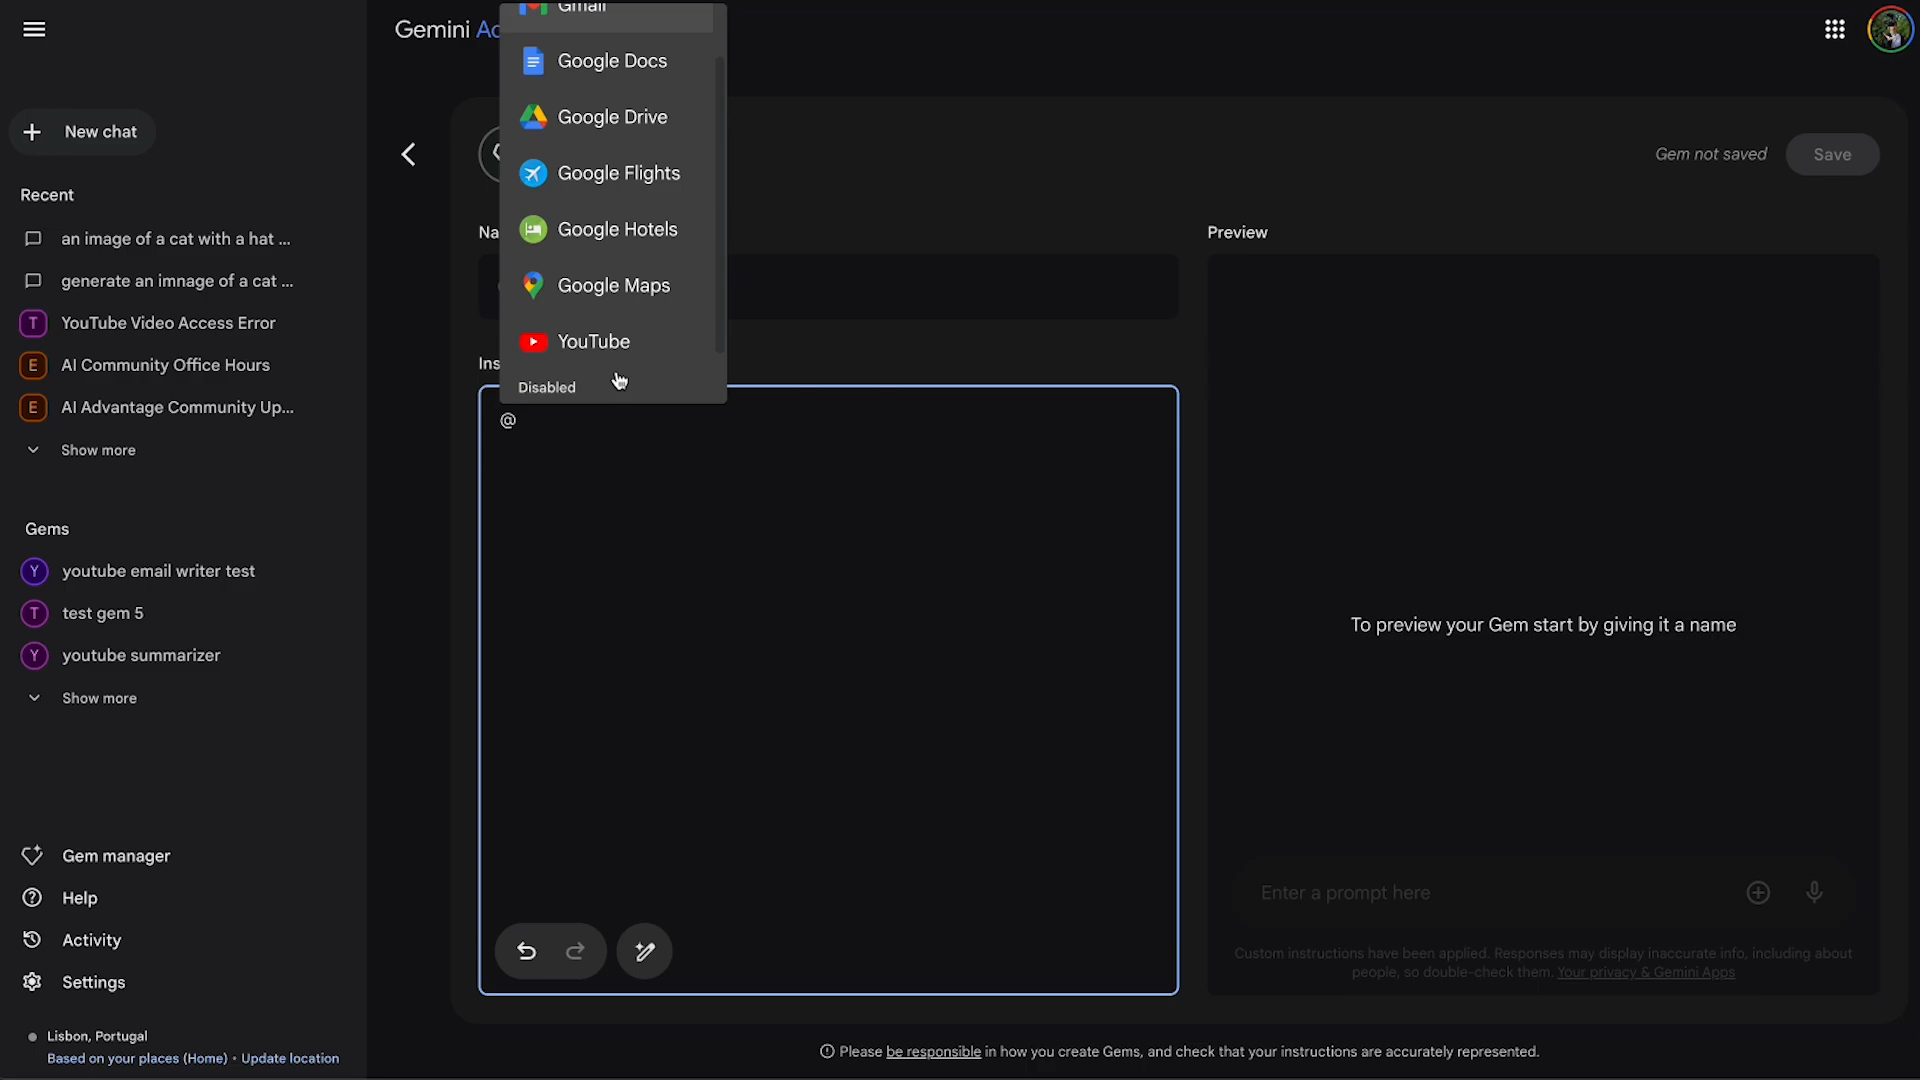 Gemini
Gmail
Google Docs
Google Drive
Google Flights
Google Hotels
Google Maps
YouTube
Disabled
New chat
Recent
an image of a cat with a hat ...
generate an imnage of a cat ...
T YouTube Video Access Error
E AI Community Office Hours
E AI Advantage Community Up...
Show more
Gems
Y youtube email writer test
T test gem 5
Y youtube summarizer
Show more
Gem manager
Help
Activity
Settings
Lisbon, Portugal
Based on your places (Home) • Update location
Gem not saved
Save
Na
Ins
@
Preview
To preview your Gem start by giving it a name
Enter a prompt here
Custom instructions have been applied. Responses may display inaccurate info, including about
people, so double-check them. Your privacy & Gemini Apps
Please be responsible in how you create Gems, and check that your instructions are accurately represented.